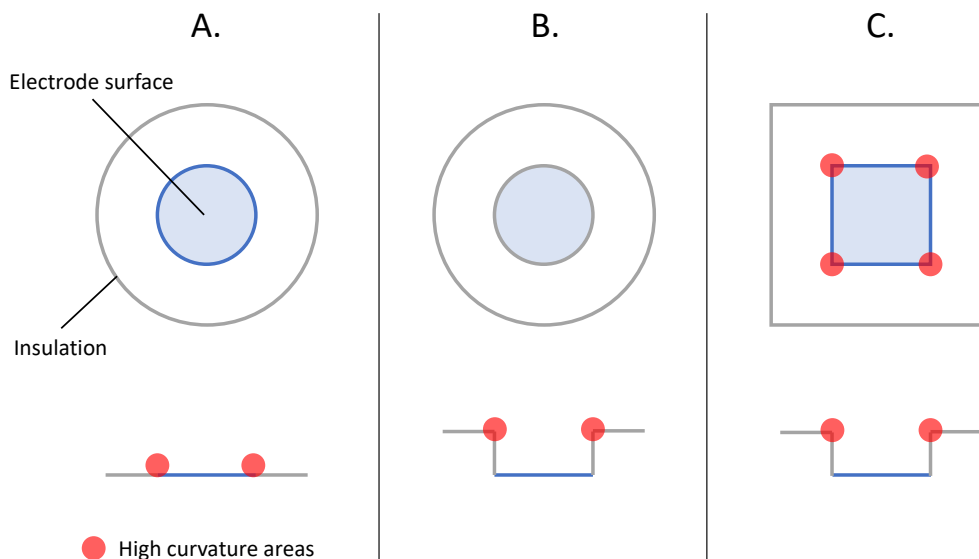 A.
B.
C.
Electrode surface
Insulation
High curvature areas